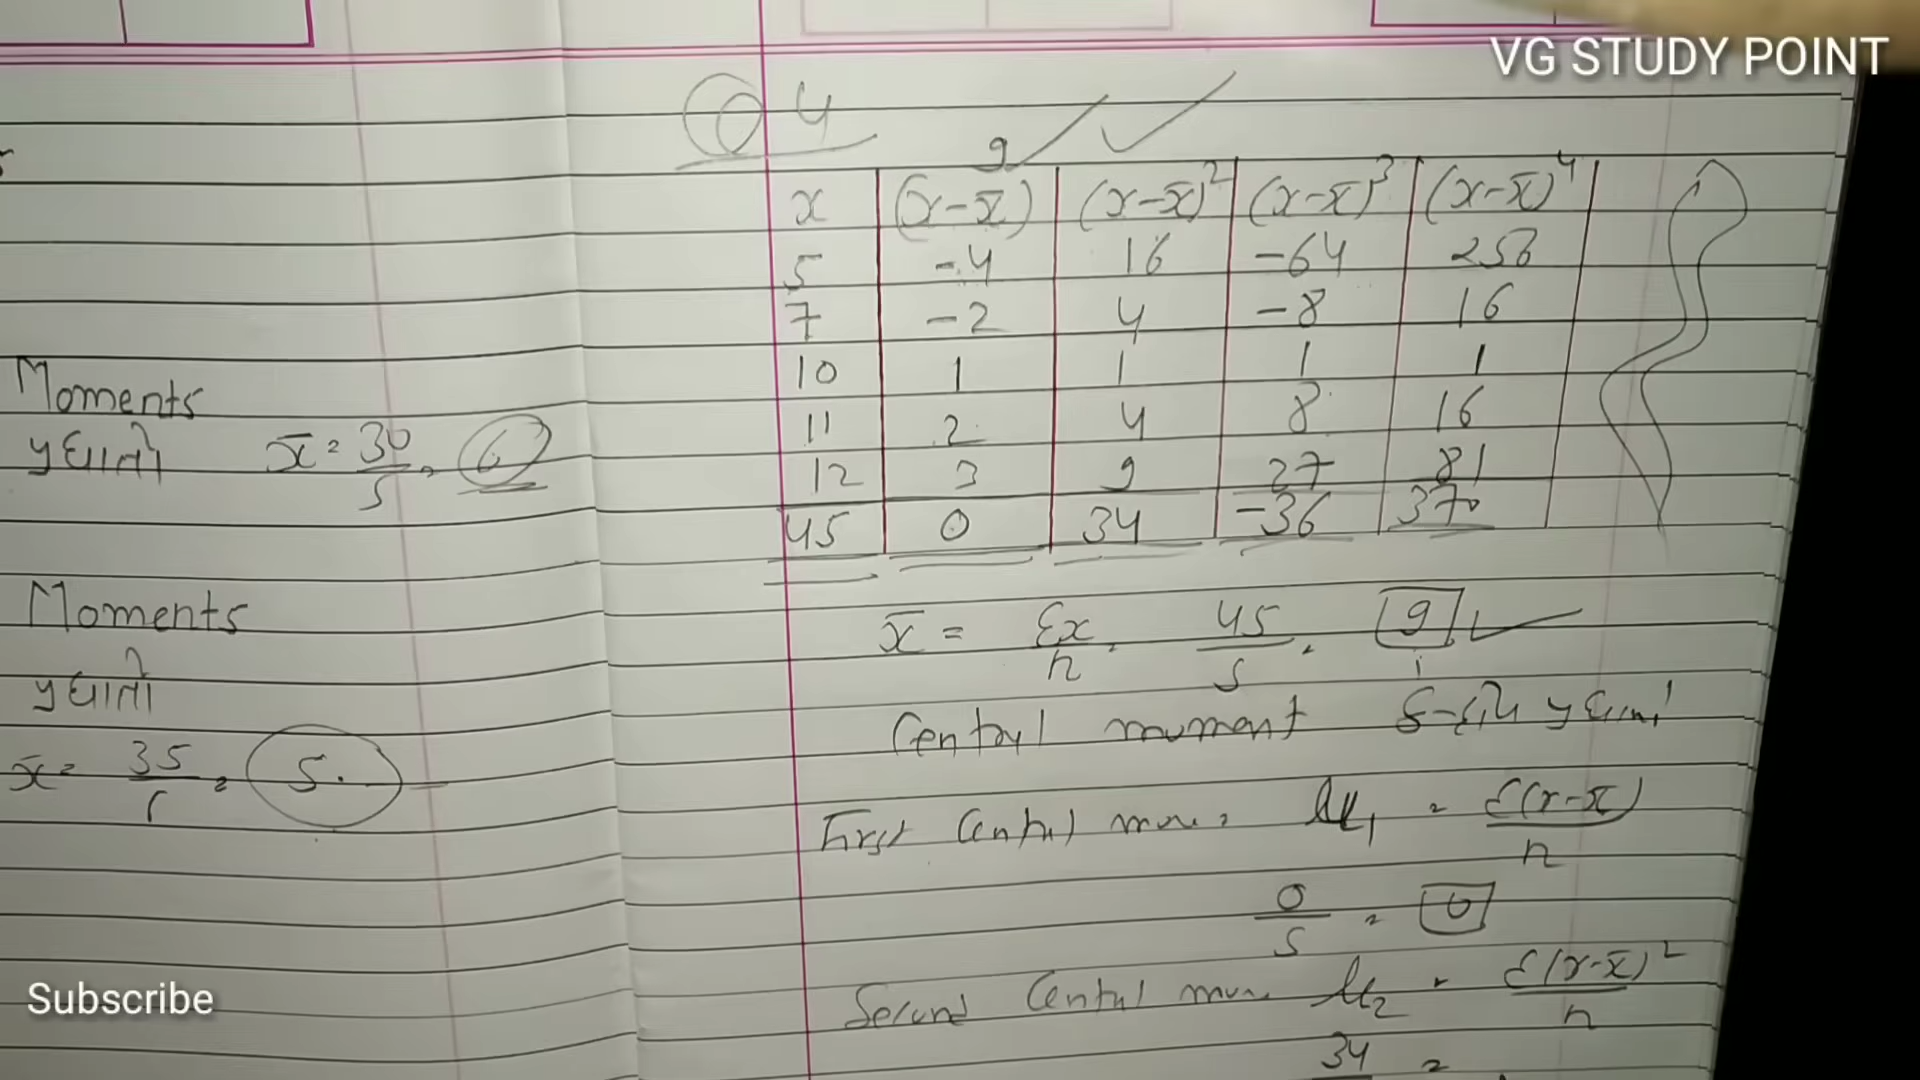 VG STUDY POINT
4
9
x (x-x̄) (x-x̄)² (x-x̄)³ (x-x̄)⁴
5 -4 16 -64 256
7 -2 4 -8 16
10 1 1 1 1
11 2 4 8 16
12 3 9 27 81
45 0 34 -36 370
x̄ = Σx/n = 45/5 = 9
Central moment
First Central mom = μ₁ = Σ(x-x̄)/n
0/5 = 0
Second Central mom. μ₂ = Σ(x-x̄)²/n
34 =
Moments
x̄ = 30/5 = 6
Moments
x̄ = 35/ = 5.
Subscribe